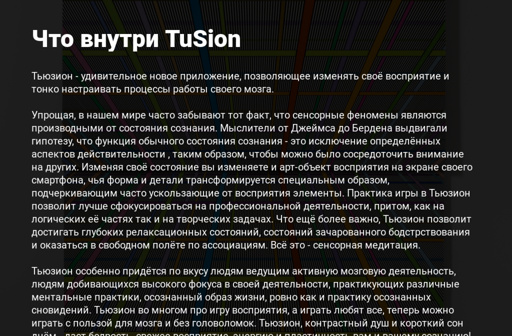 Что внутри TuSion
Тьюзион - удивительное новое приложение, позволяющее изменять своё восприятие и
тонко настраивать процессы работы своего мозга.
Упрощая, в нашем мире часто забывают тот факт, что сенсорные феномены являются
производными от состояния сознания. Мыслители от Джеймса до Бердена выдвигали
гипотезу, что функция обычного состояния сознания - это исключение определённых
аспектов действительности , таким образом, чтобы можно было сосредоточить внимание
на других. Изменяя своё состояние вы изменяете и арт-объект восприятия на экране своего
смартфона, чья форма и детали трансформируется специальным образом,
подчеркивающим часто ускользающие от восприятия элементы. Практика игры в Тьюзион
позволит лучше сфокусироваться на профессиональной деятельности, притом, как на
логических её частях так и на творческих задачах. Что ещё более важно, Тьюзион позволит
достигать глубоких релаксационных состояний, состояний зачарованного бодстрствования
и оказаться в свободном полёте по ассоциациям. Всё это - сенсорная медитация.
Тьюзион особенно придётся по вкусу людям ведущим активную мозговую деятельность,
людям добивающихся высокого фокуса в своей деятельности, практикующих различные
ментальные практики, осознанный образ жизни, ровно как и практику осознанных
сновидений. Тьюзион во многом про игру восприятия, а играть любят все, теперь можно
играть с пользой для мозга и без головоломок. Тьюзион, контрастный душ и короткий сон